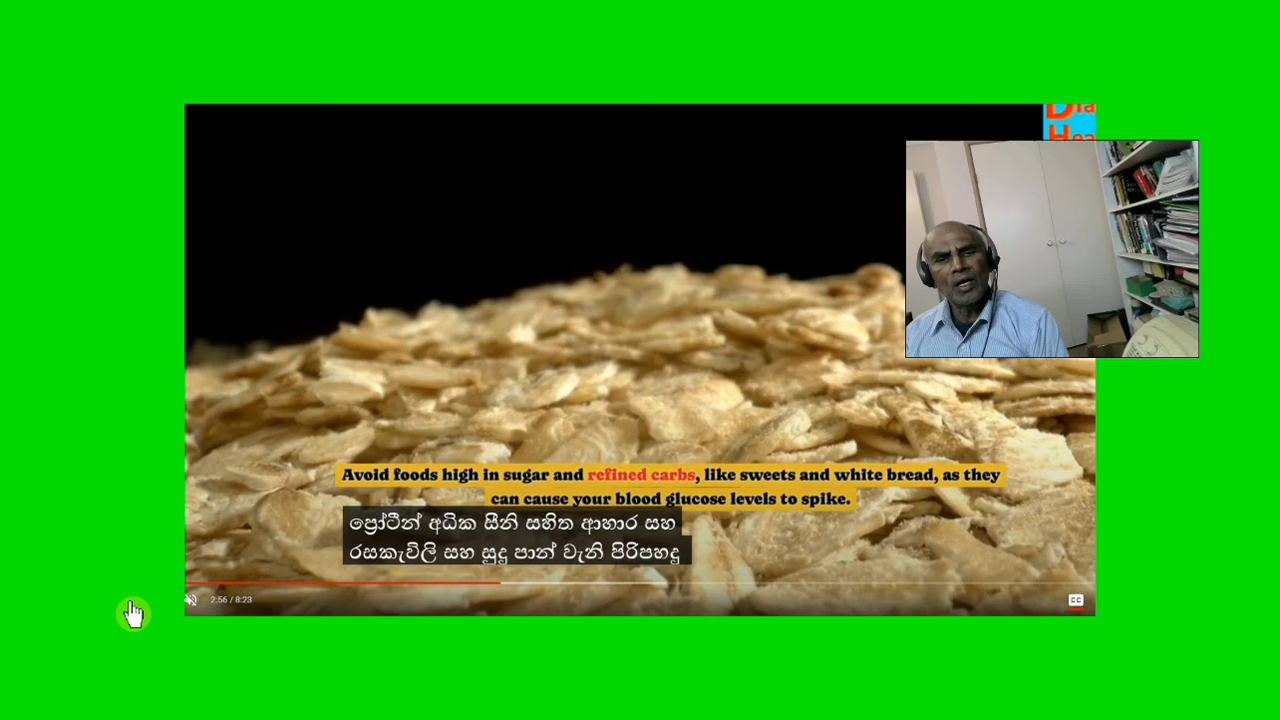 D
H
Avoid foods high in sugar and refined carbs, like sweets and white bread, as they
can cause your blood glucose levels to spike.
ප්‍රෝටීන් අධික සීනි සහිත ආහාර සහ
රසකැවිලි සහ සුදු පාන් වැනි පිරිපහදු
2:56 / 8:23
CC